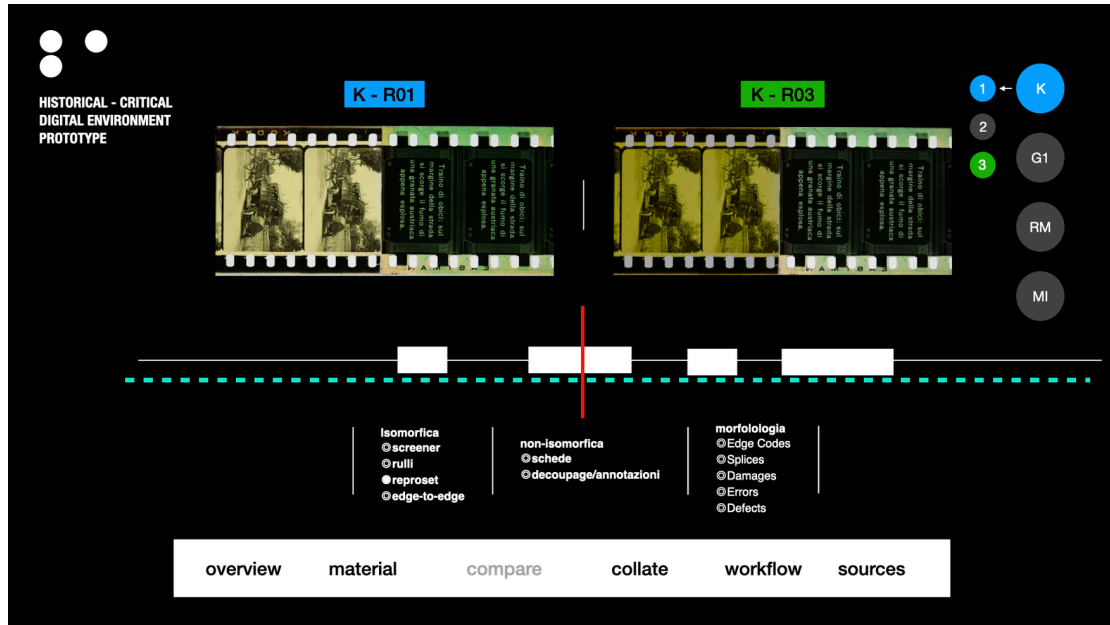 HISTORICAL - CRITICAL
DIGITAL ENVIRONMENT
PROTOTYPE
K - R01
K - R03
1
K
2
3
G1
RM
MI
KODAK
Traino di obici: sul
margine della strada
si scorge il fumo di
una granata austriaca
appena esplosa.
Traino di obici: sul
margine della strada
si scorge il fumo di
una granata austriaca
appena esplosa.
Traino di obici: sul
margine della strada
si scorge il fumo di
una granata austriaca
appena esplosa.
Traino di obici: sul
margine della strada
si scorge il fumo di
una granata austriaca
appena esplosa.
Isomorfica
screener
rulli
reproset
edge-to-edge
non-isomorfica
schede
decoupage/annotazioni
morfolologia
Edge Codes
Splices
Damages
Errors
Defects
overview
material
compare
collate
workflow
sources